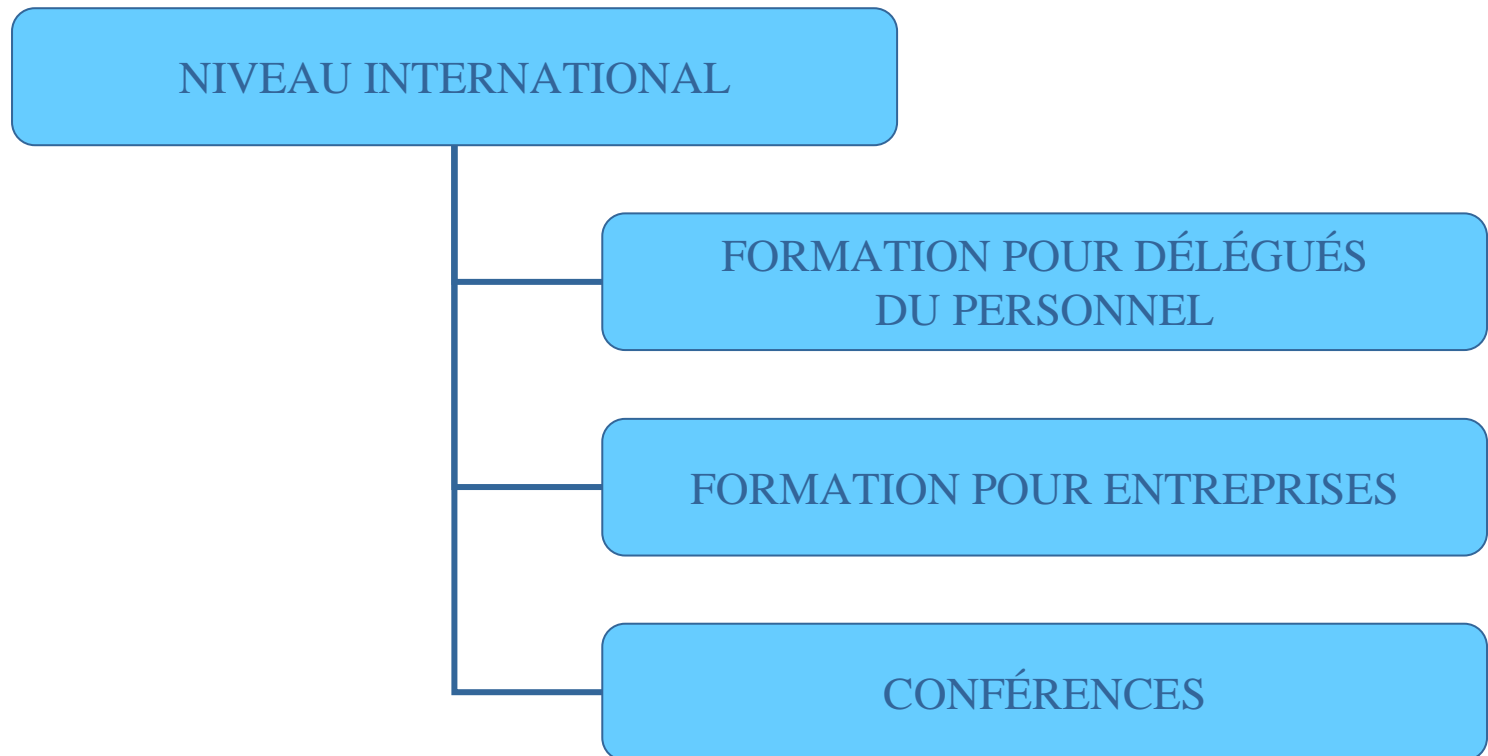 NIVEAU INTERNATIONAL
FORMATION POUR DÉLÉGUÉS
DU PERSONNEL
FORMATION POUR ENTREPRISES
CONFÉRENCES